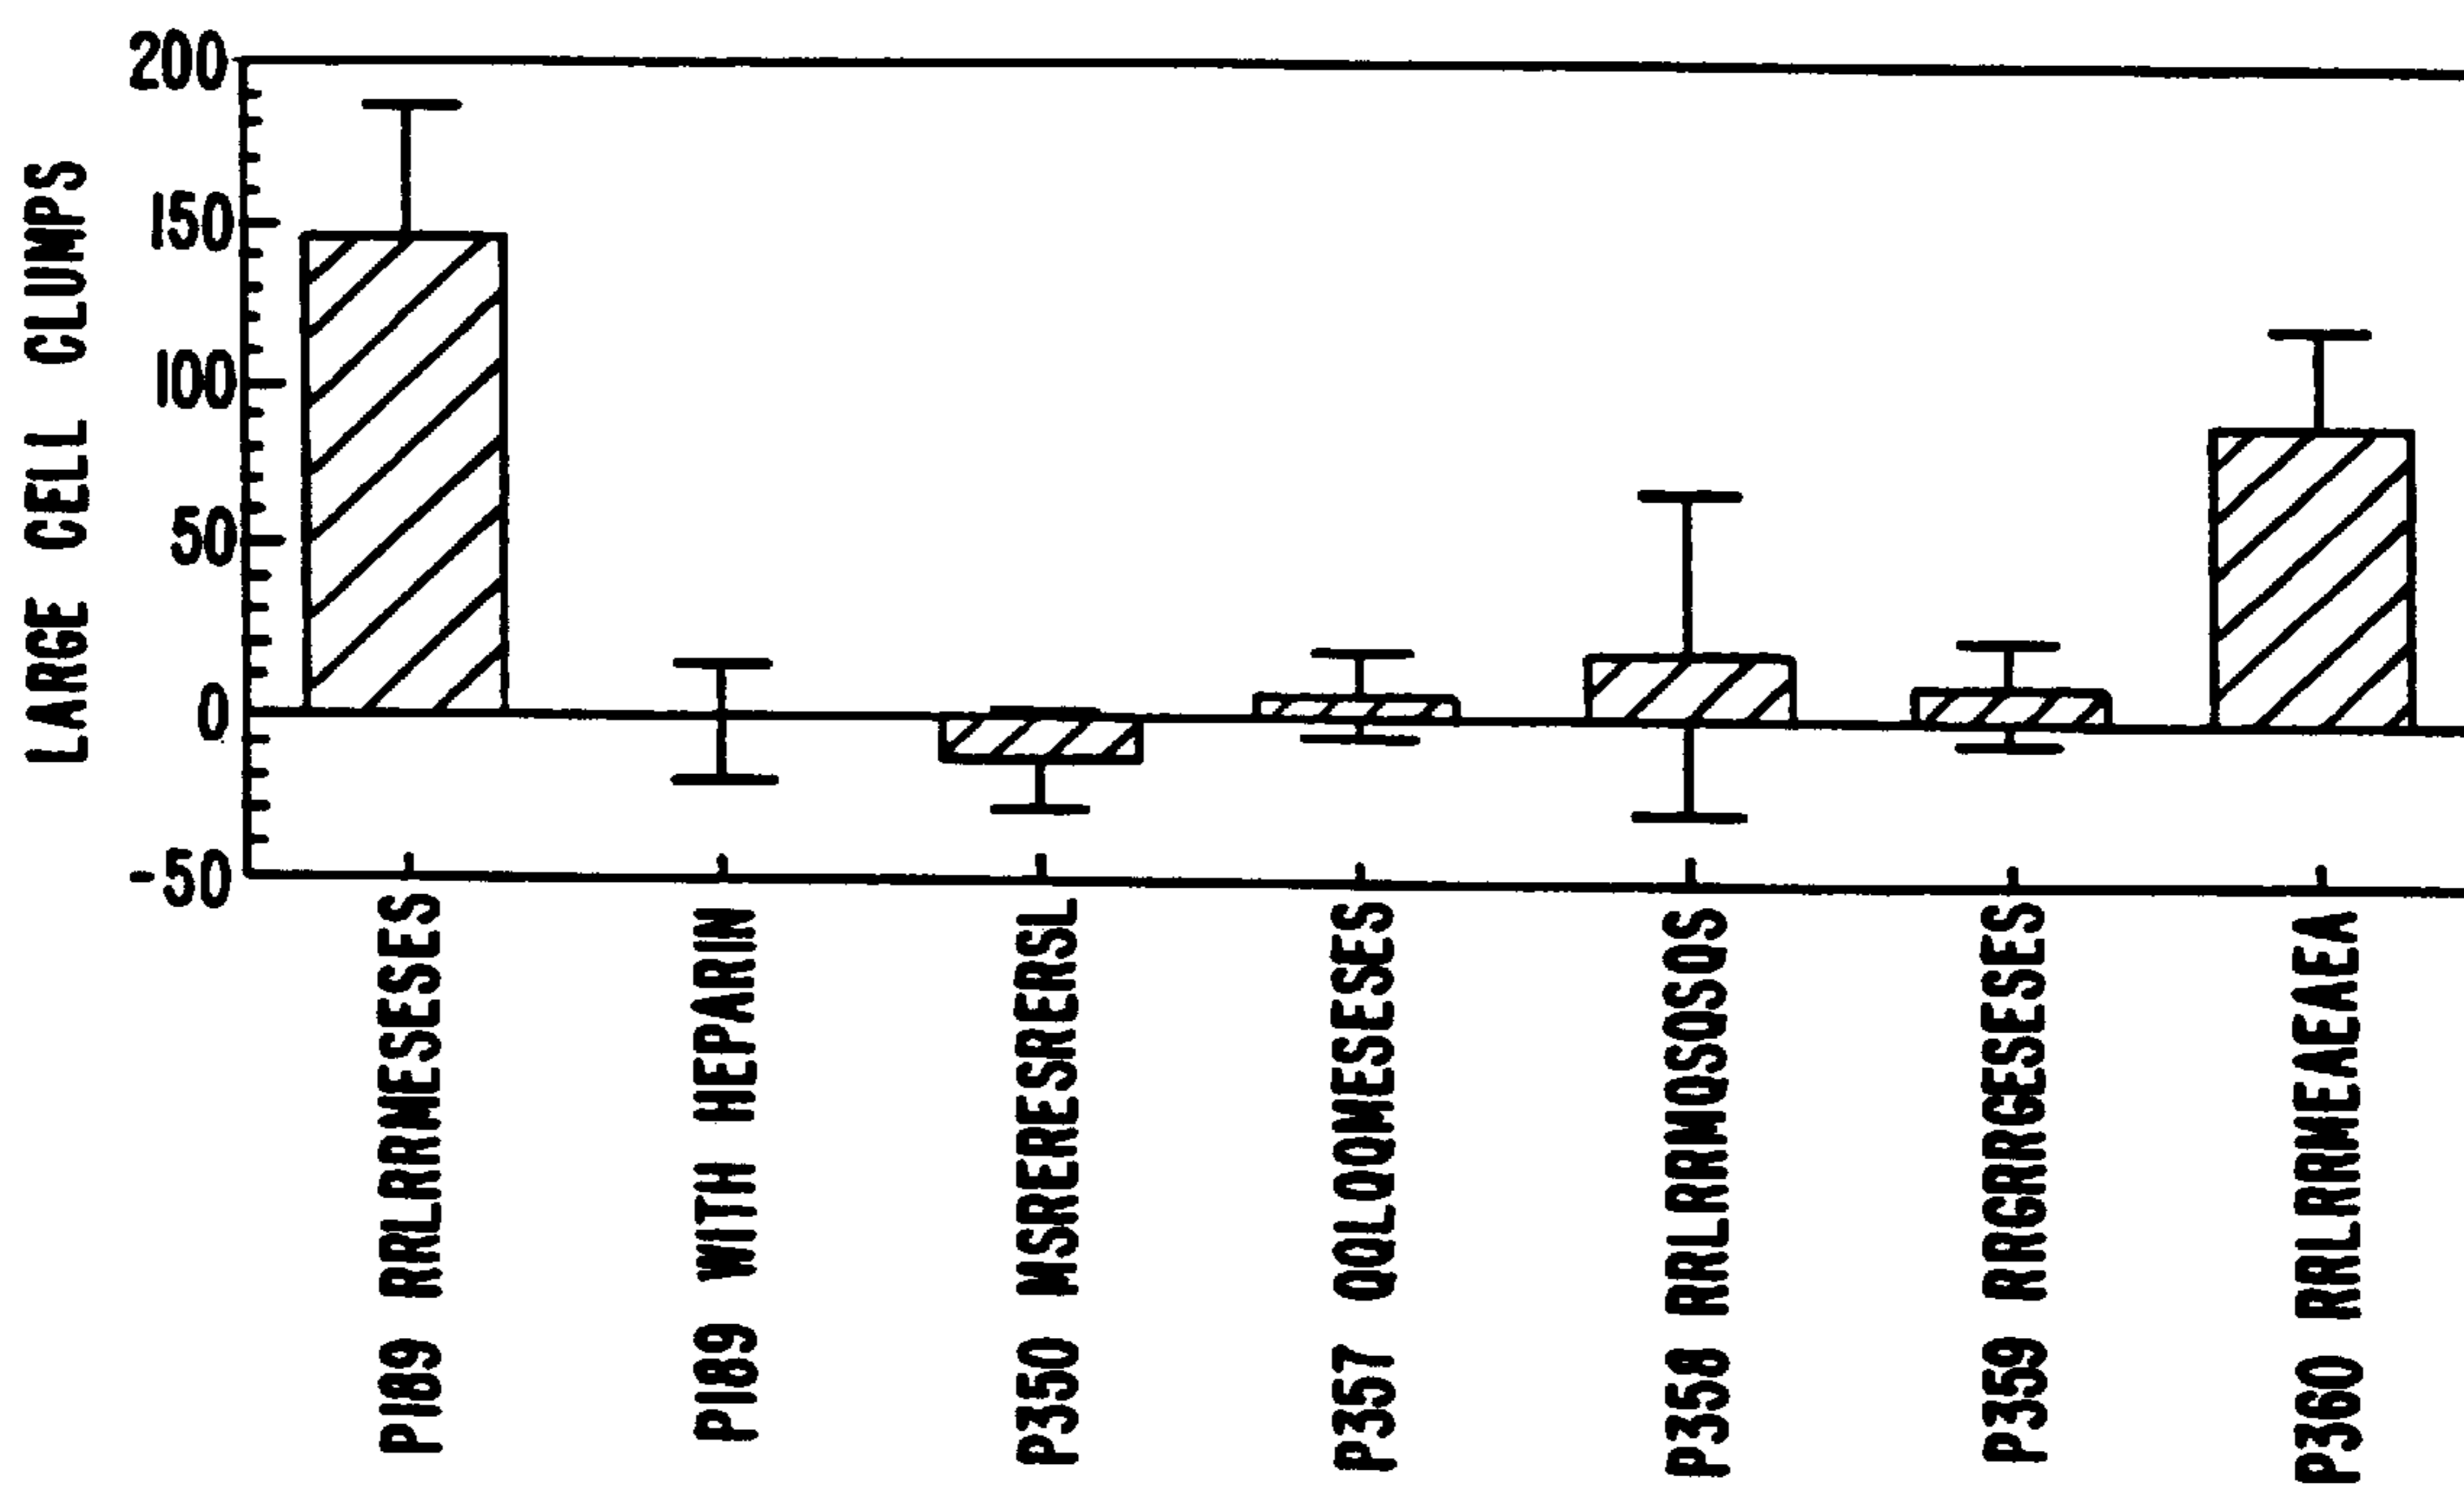 LARGE CELL CLUMPS
200
150
100
50
0
-50
P189 RRLRRMESESES
P189 WITH HEPARIN
P350 MSRERESRERSL
P357 QQLQQMESESES
P358 RRLRRMQSQSQS
P359 RRGRRGESESES
P360 RRLRRMEAEAEA